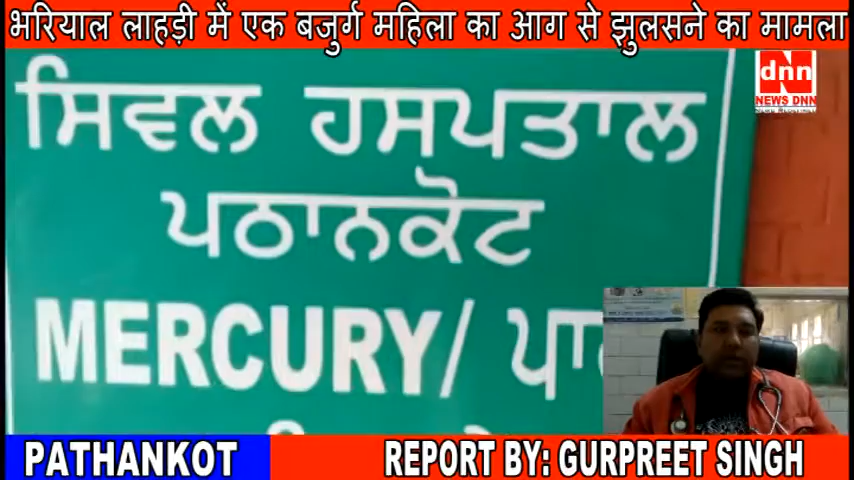 भरियाल लाहड़ी में एक बजुर्ग महिला का आग से झुलसने का मामला
dnn
NEWS DNN
ਸਿਵਲ ਹਸਪਤਾਲ
ਪਠਾਨਕੋਟ
MERCURY/
PATHANKOT
REPORT BY: GURPREET SINGH